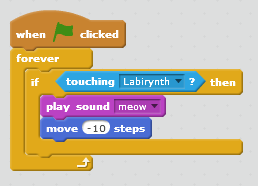 when clicked
forever
if touching Labirynth ? then
play sound meow
move -10 steps